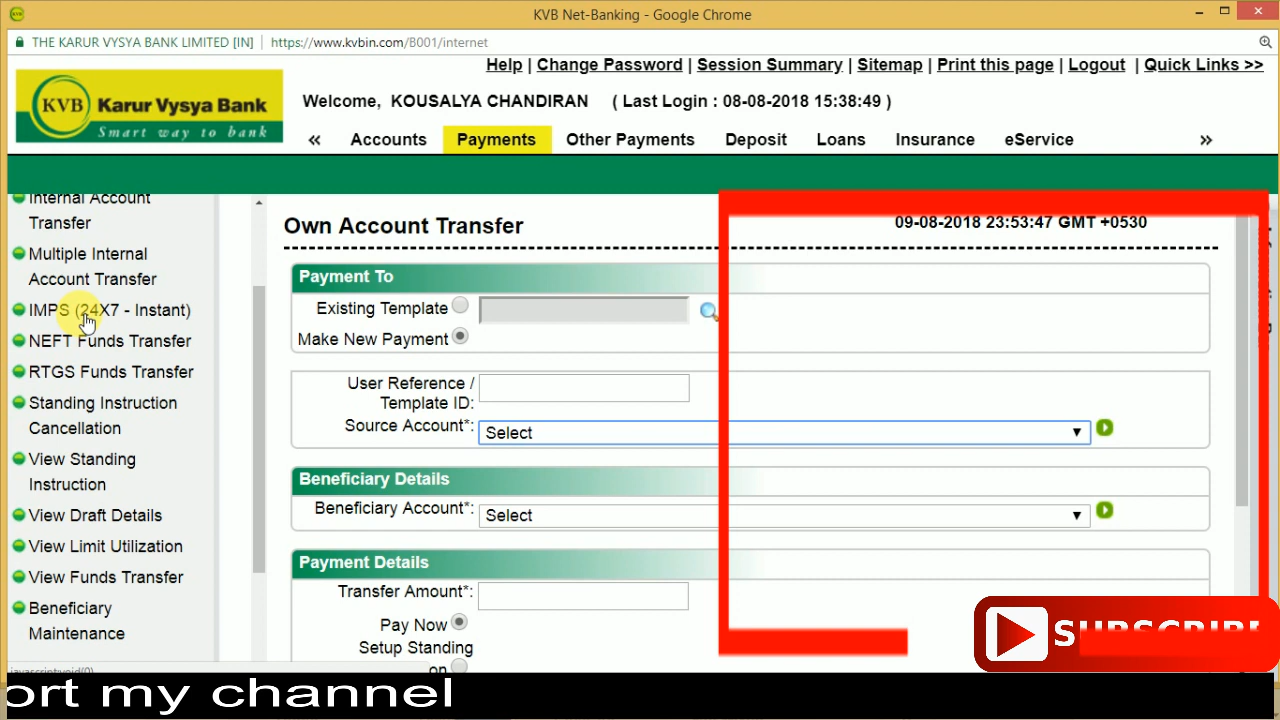 KVB Net-Banking - Google Chrome
THE KARUR VYSYA BANK LIMITED [IN] https://www.kvbin.com/B001/internet
Help | Change Password | Session Summary | Sitemap | Print this page | Logout | Quick Links >>
KVB Karur Vysya Bank
Smart way to bank
Welcome, KOUSALYA CHANDIRAN ( Last Login : 08-08-2018 15:38:49 )
« Accounts Payments Other Payments Deposit Loans Insurance eService »
Internal Account
Transfer
Multiple Internal
Account Transfer
IMPS (24X7 - Instant)
NEFT Funds Transfer
RTGS Funds Transfer
Standing Instruction
Cancellation
View Standing
Instruction
View Draft Details
View Limit Utilization
View Funds Transfer
Beneficiary
Maintenance
javascript:void(0)
Own Account Transfer
09-08-2018 23:53:47 GMT +0530
Payment To
Existing Template
Make New Payment
User Reference /
Template ID:
Source Account*: Select
Beneficiary Details
Beneficiary Account*: Select
Payment Details
Transfer Amount*:
Pay Now
Setup Standing
on
SUBSCRIBE
ort my channel